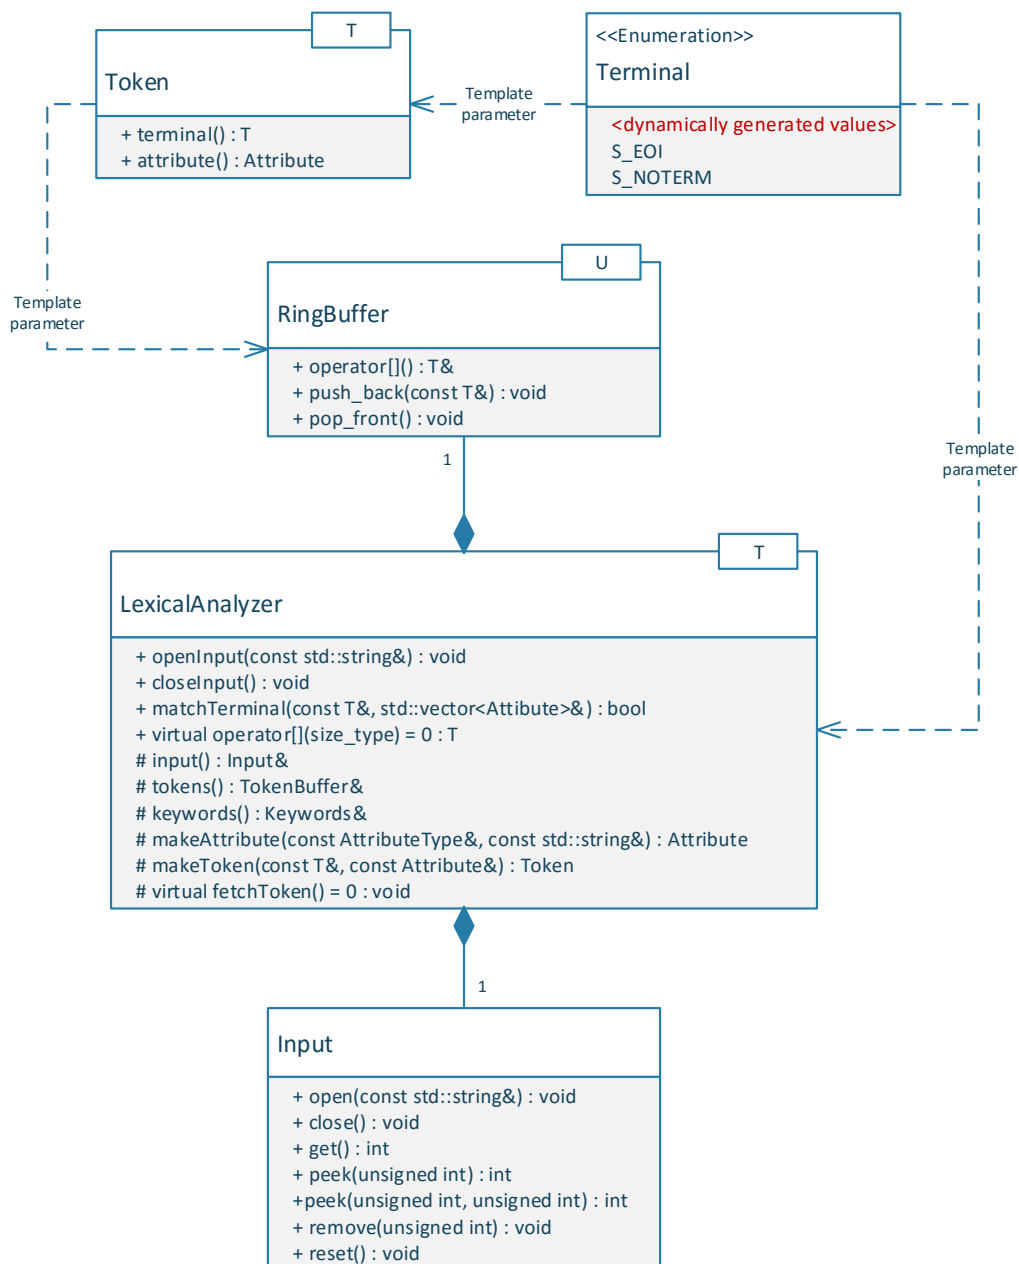 T
Token
+ terminal() : T
+ attribute() : Attribute
<<Enumeration>>
Terminal
<dynamically generated values>
S_EOI
S_NOTERM
Template
parameter
Template
parameter
Template
parameter
U
RingBuffer
+ operator[]() : T&
+ push_back(const T&) : void
+ pop_front() : void
1
T
LexicalAnalyzer
+ openInput(const std::string&) : void
+ closeInput() : void
+ matchTerminal(const T&, std::vector<Attibute>&) : bool
+ virtual operator[](size_type) = 0 : T
# input() : Input&
# tokens() : TokenBuffer&
# keywords() : Keywords&
# makeAttribute(const AttributeType&, const std::string&) : Attribute
# makeToken(const T&, const Attribute&) : Token
# virtual fetchToken() = 0 : void
1
Input
+ open(const std::string&) : void
+ close() : void
+ get() : int
+ peek(unsigned int) : int
+peek(unsigned int, unsigned int) : int
+ remove(unsigned int) : void
+ reset() : void